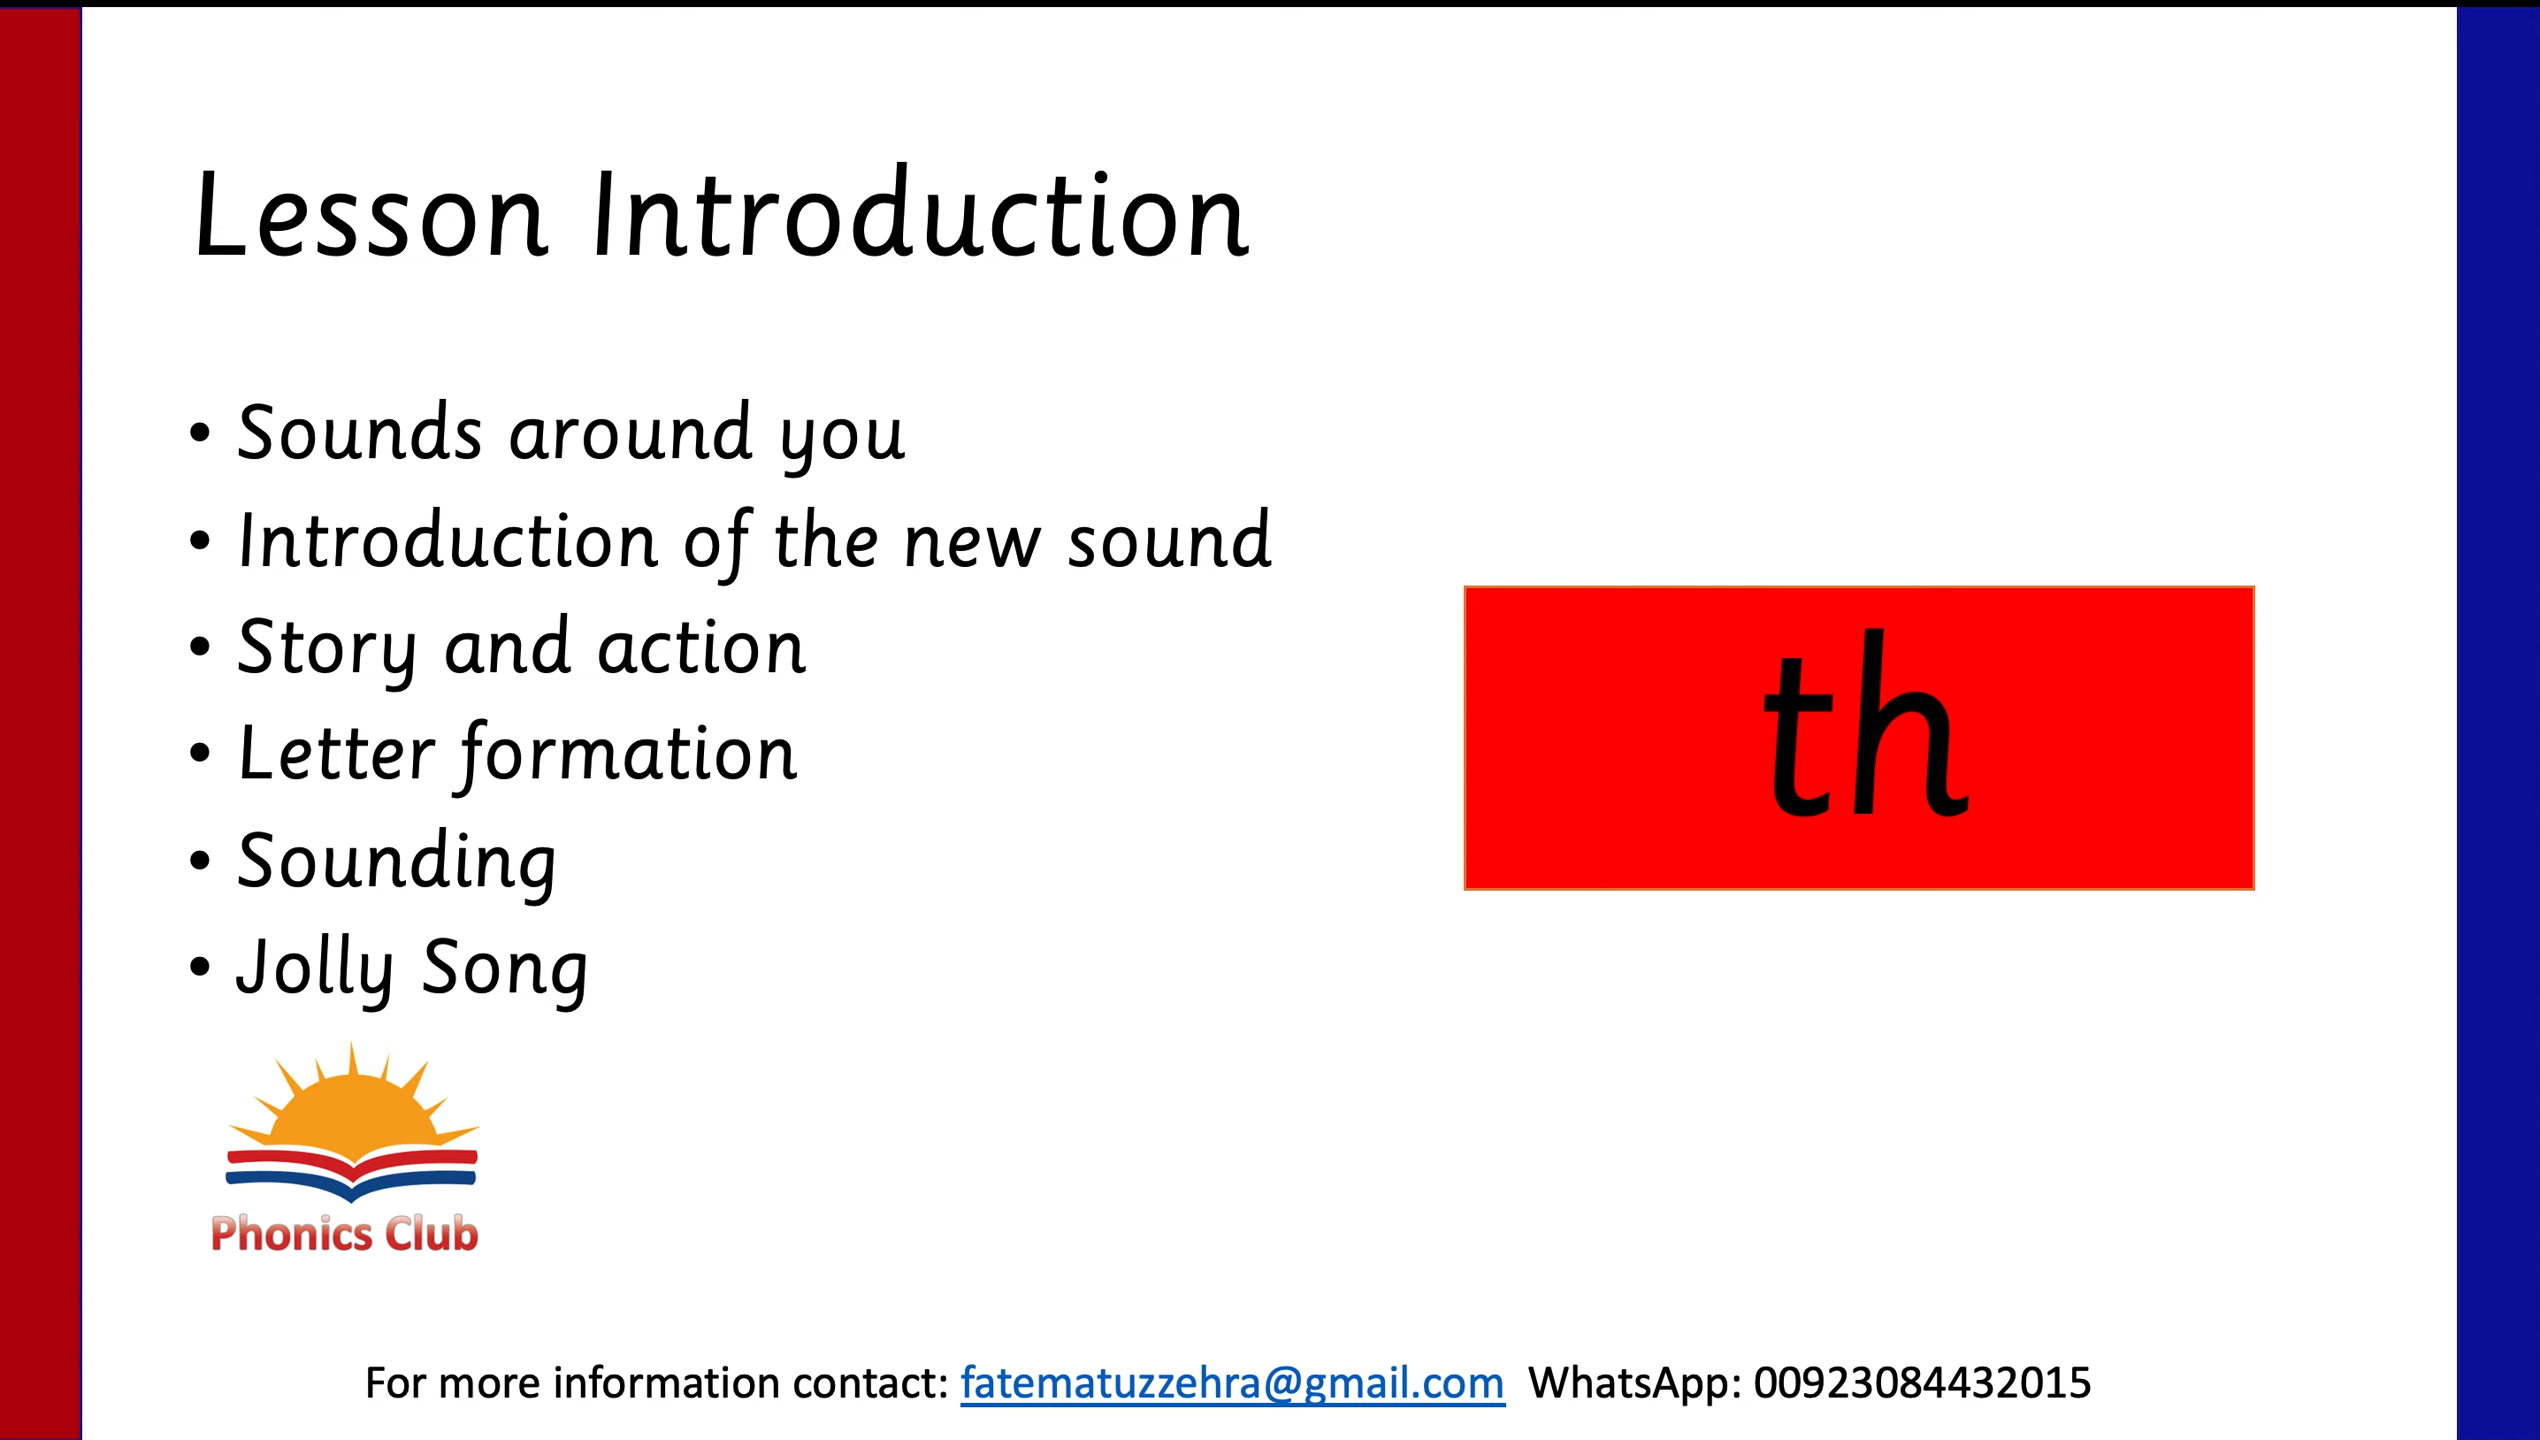 Lesson Introduction
• Sounds around you
• Introduction of the new sound
• Story and action
• Letter formation
• Sounding
• Jolly Song
th
Phonics Club
For more information contact: fatematuzzehra@gmail.com WhatsApp: 00923084432015